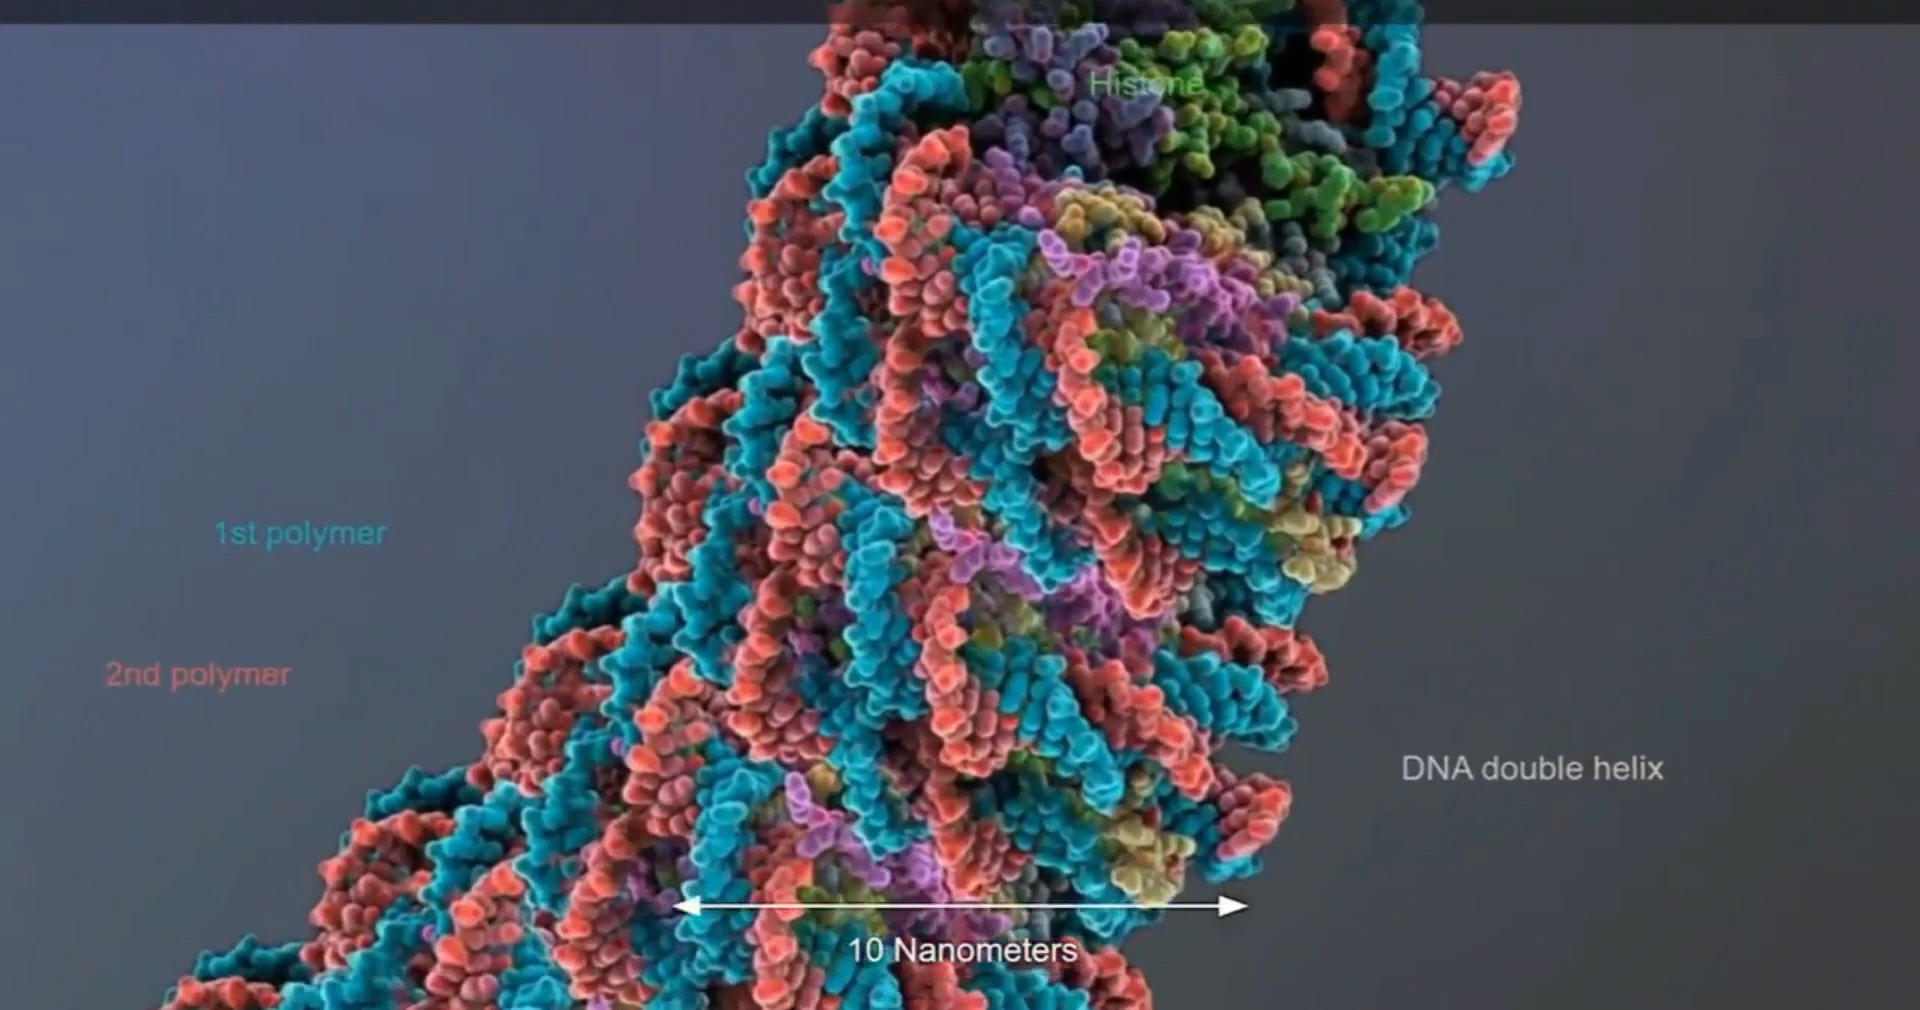 Histone
1st polymer
2nd polymer
DNA double helix
10 Nanometers